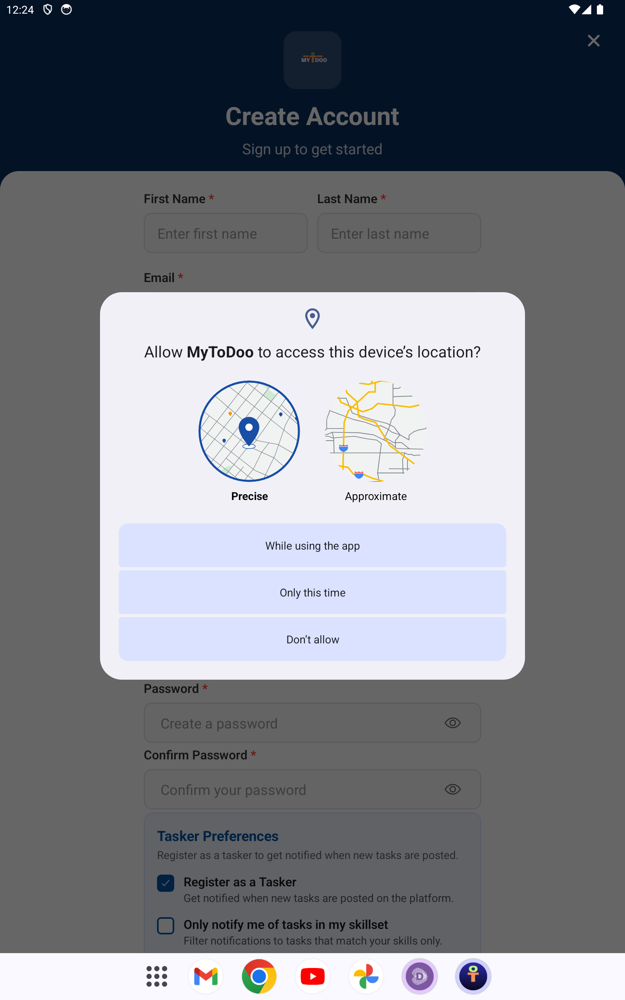 12:24
MYTDOO
Create Account
Sign up to get started
First Name *
Last Name *
Enter first name
Enter last name
Email *
Allow MyToDoo to access this device’s location?
Precise
Approximate
While using the app
Only this time
Don’t allow
Password *
Create a password
Confirm Password *
Confirm your password
Tasker Preferences
Register as a tasker to get notified when new tasks are posted.
Register as a Tasker
Get notified when new tasks are posted on the platform.
Only notify me of tasks in my skillset
Filter notifications to tasks that match your skills only.
D